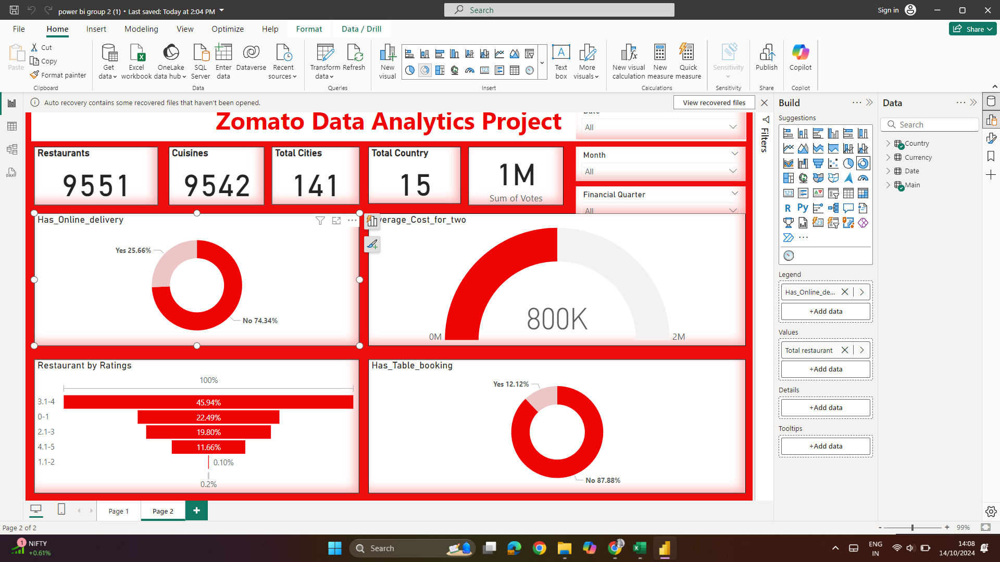 power bi group 2 (1) • Last saved: Today at 2:04 PM
Search
Sign in
File Home Insert Modeling View Optimize Help Format Data / Drill
Share
Paste
Cut
Copy
Format painter
Clipboard
Get data
Excel workbook
OneLake data hub
SQL Server
Enter data
Dataverse
Recent sources
Data
Transform data
Refresh
Queries
New visual
Text box
More visuals
Insert
New visual calculation
New measure
Quick measure
Calculations
Sensitivity
Sensitivity
Publish
Share
Copilot
Copilot
Auto recovery contains some recovered files that haven't been opened.
View recovered files
Zomato Data Analytics Project
All
Restaurants
9551
Cuisines
9542
Total Cities
141
Total Country
15
1M
Sum of Votes
Month
All
Financial Quarter
All
Has_Online_delivery
Yes 25.66%
No 74.34%
verage_Cost_for_two
800K
0M
2M
Restaurant by Ratings
100%
3.1-4 45.94%
0-1 22.49%
2.1-3 19.80%
4.1-5 11.66%
1.1-2 0.10%
0.2%
Has_Table_booking
Yes 12.12%
No 87.88%
Filters
Build
Suggestions
R Py
123
Legend
Has_Online_de...
+Add data
Values
Total restaurant
+Add data
Details
+Add data
Tooltips
+Add data
Data
Search
Country
Currency
Date
Main
Page 1
Page 2
Page 2 of 2
99%
1
NIFTY
+0.61%
Search
ENG
IN
14:08
14/10/2024